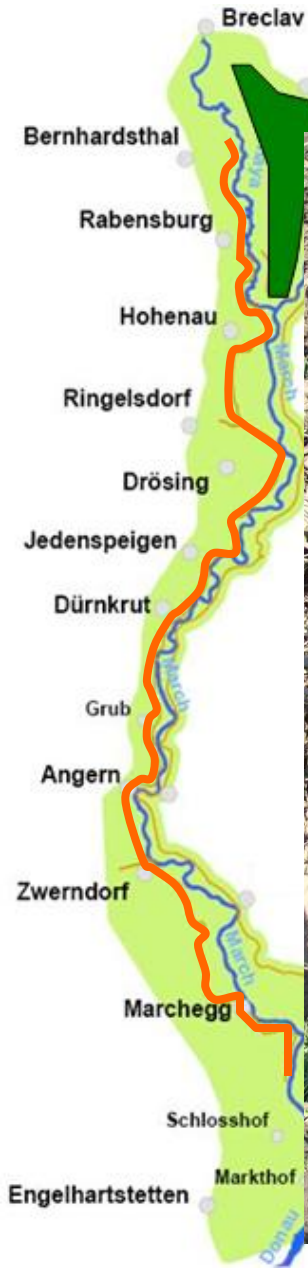 Breclav
Bernhardsthal
Rabensburg
Hohenau
March
Ringelsdorf
Drösing
Jedenspeigen
Dürnkrut
March
Grub
Angern
Zwerndorf
March
Marchegg
Schlosshof
Markthof
Engelhartstetten
Donau